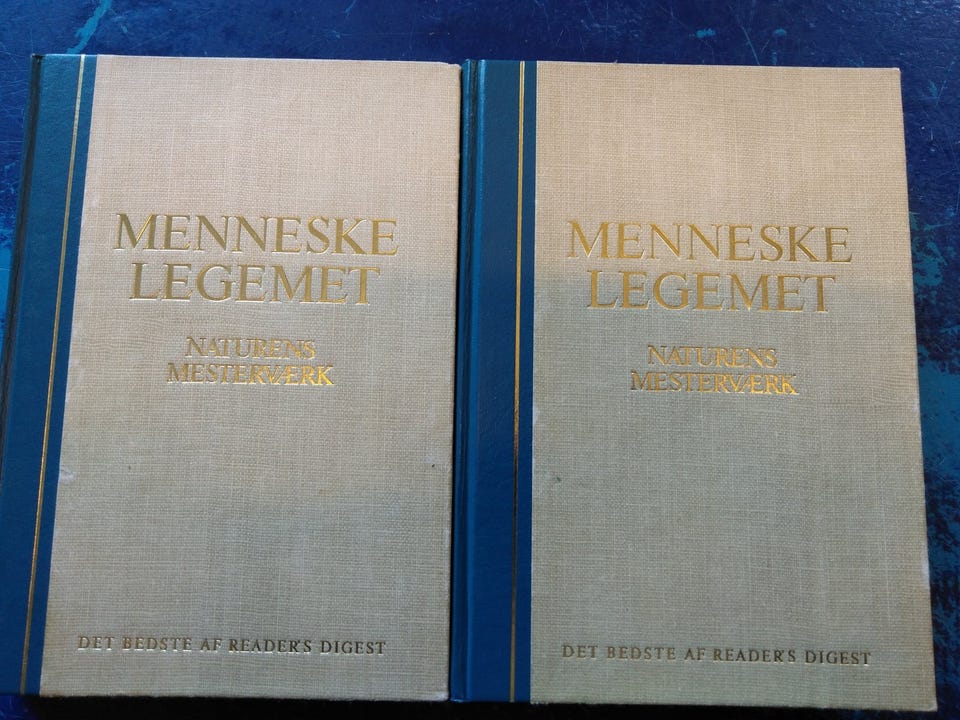 MENNESKE
LEGEMET
NATURENS
MESTERVÆRK
DET BEDSTE AF READER'S DIGEST
MENNESKE
LEGEMET
NATURENS
MESTERVÆRK
DET BEDSTE AF READER'S DIGEST